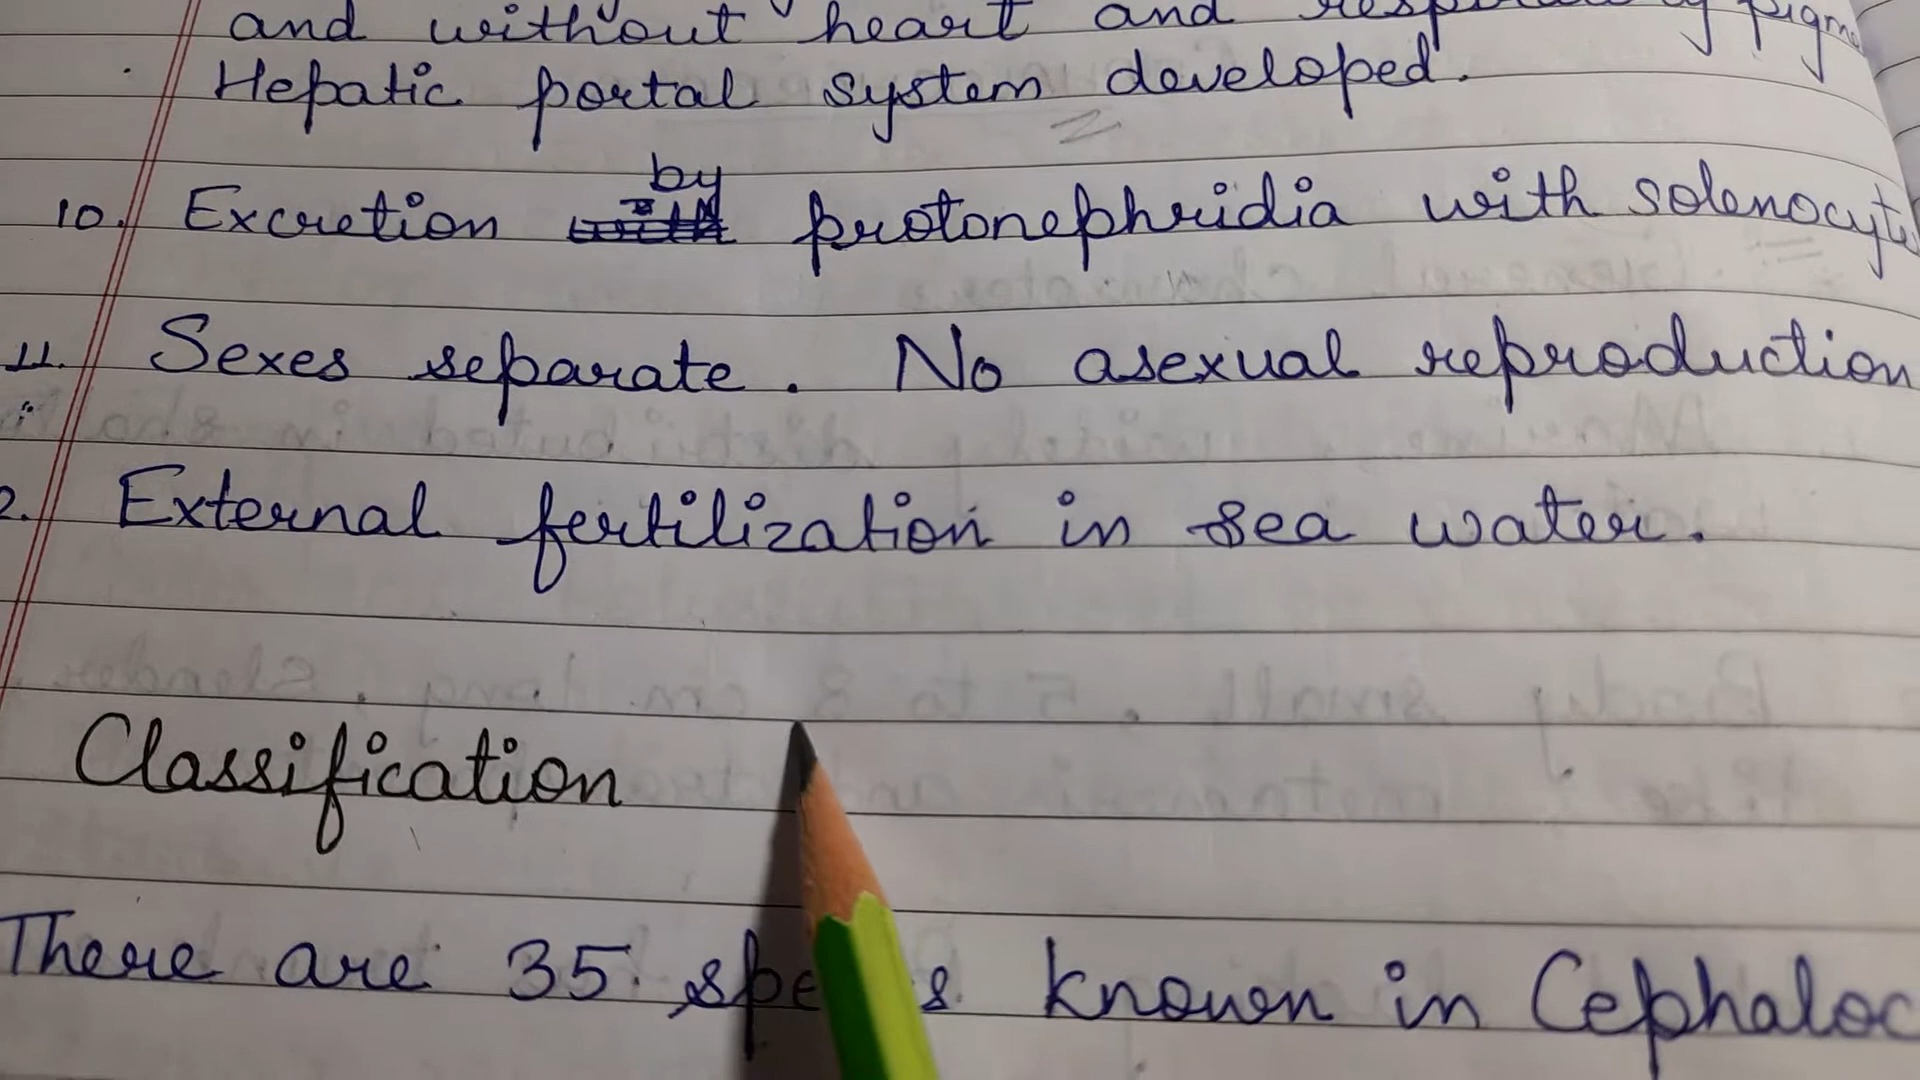 and without heart and
Hepatic portal system developed.
10. Excretion by protonephridia with solenocyte
11. Sexes separate. No asexual reproduction
2. External fertilization in sea water.
Classification
There are 35 known in Cephaloc